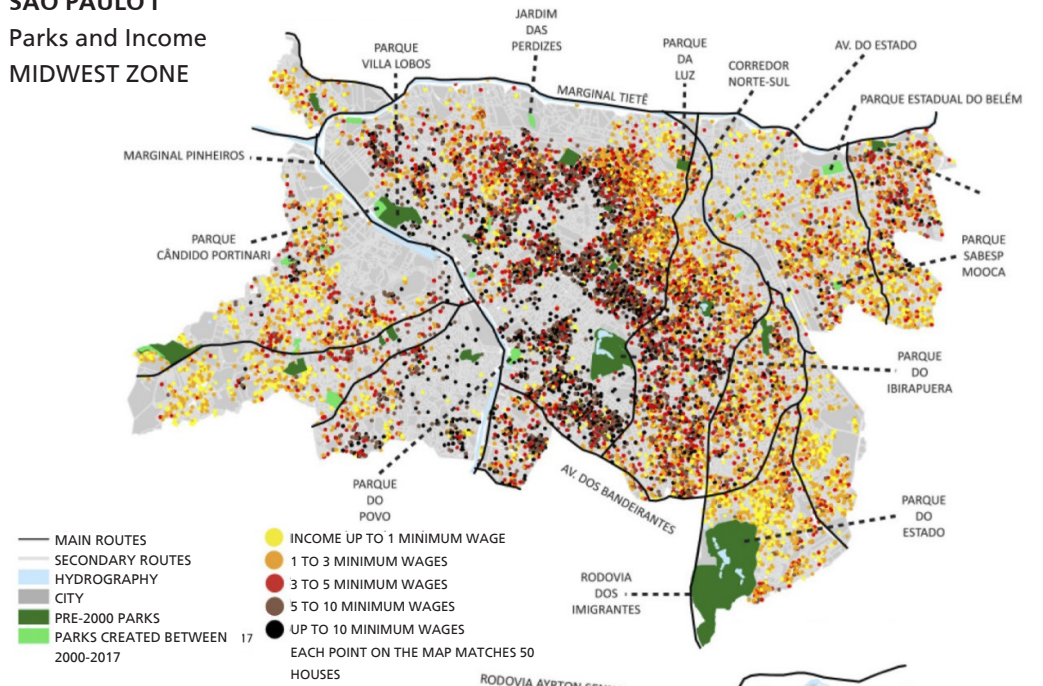 SÃO PAULO I
Parks and Income
MIDWEST ZONE
JARDIM
DAS
PERDIZES
PARQUE
VILLA LOBOS
PARQUE
DA
LUZ
AV. DO ESTADO
CORREDOR
NORTE-SUL
MARGINAL TIETÊ
PARQUE ESTADUAL DO BELÉM
MARGINAL PINHEIROS
PARQUE
CÂNDIDO PORTINARI
PARQUE
SABESP
MOOCA
PARQUE
DO
IBIRAPUERA
PARQUE
DO
POVO
AV. DOS BANDEIRANTES
PARQUE
DO
ESTADO
RODOVIA
DOS
IMIGRANTES
MAIN ROUTES
SECONDARY ROUTES
HYDROGRAPHY
CITY
PRE-2000 PARKS
PARKS CREATED BETWEEN 17
2000-2017
INCOME UP TO 1 MINIMUM WAGE
1 TO 3 MINIMUM WAGES
3 TO 5 MINIMUM WAGES
5 TO 10 MINIMUM WAGES
UP TO 10 MINIMUM WAGES
EACH POINT ON THE MAP MATCHES 50
HOUSES
RODOVIA AYRTON